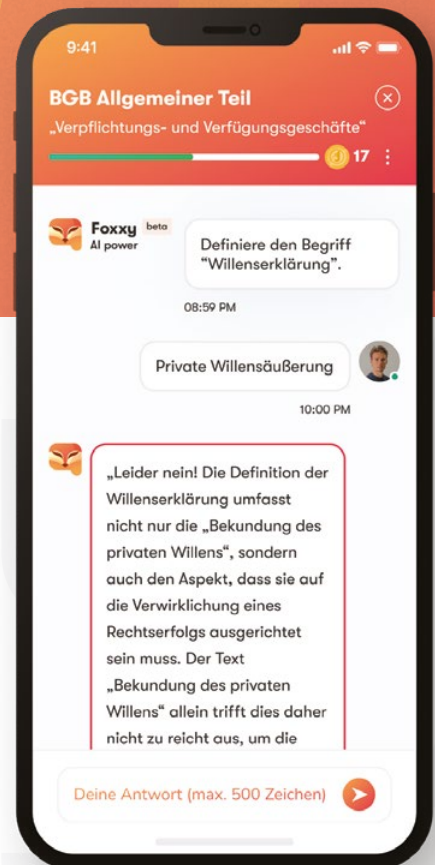 9:41
BGB Allgemeiner Teil
„Verpflichtungs- und Verfügungsgeschäfte“
17
Foxxy beta
AI power
Definiere den Begriff
“Willenserklärung”.
08:59 PM
Private Willensäußerung
10:00 PM
„Leider nein! Die Definition der
Willenserklärung umfasst
nicht nur die „Bekundung des
privaten Willens“, sondern
auch den Aspekt, dass sie auf
die Verwirklichung eines
Rechtserfolgs ausgerichtet
sein muss. Der Text
„Bekundung des privaten
Willens“ allein trifft dies daher
nicht zu reicht aus, um die
Deine Antwort (max. 500 Zeichen)